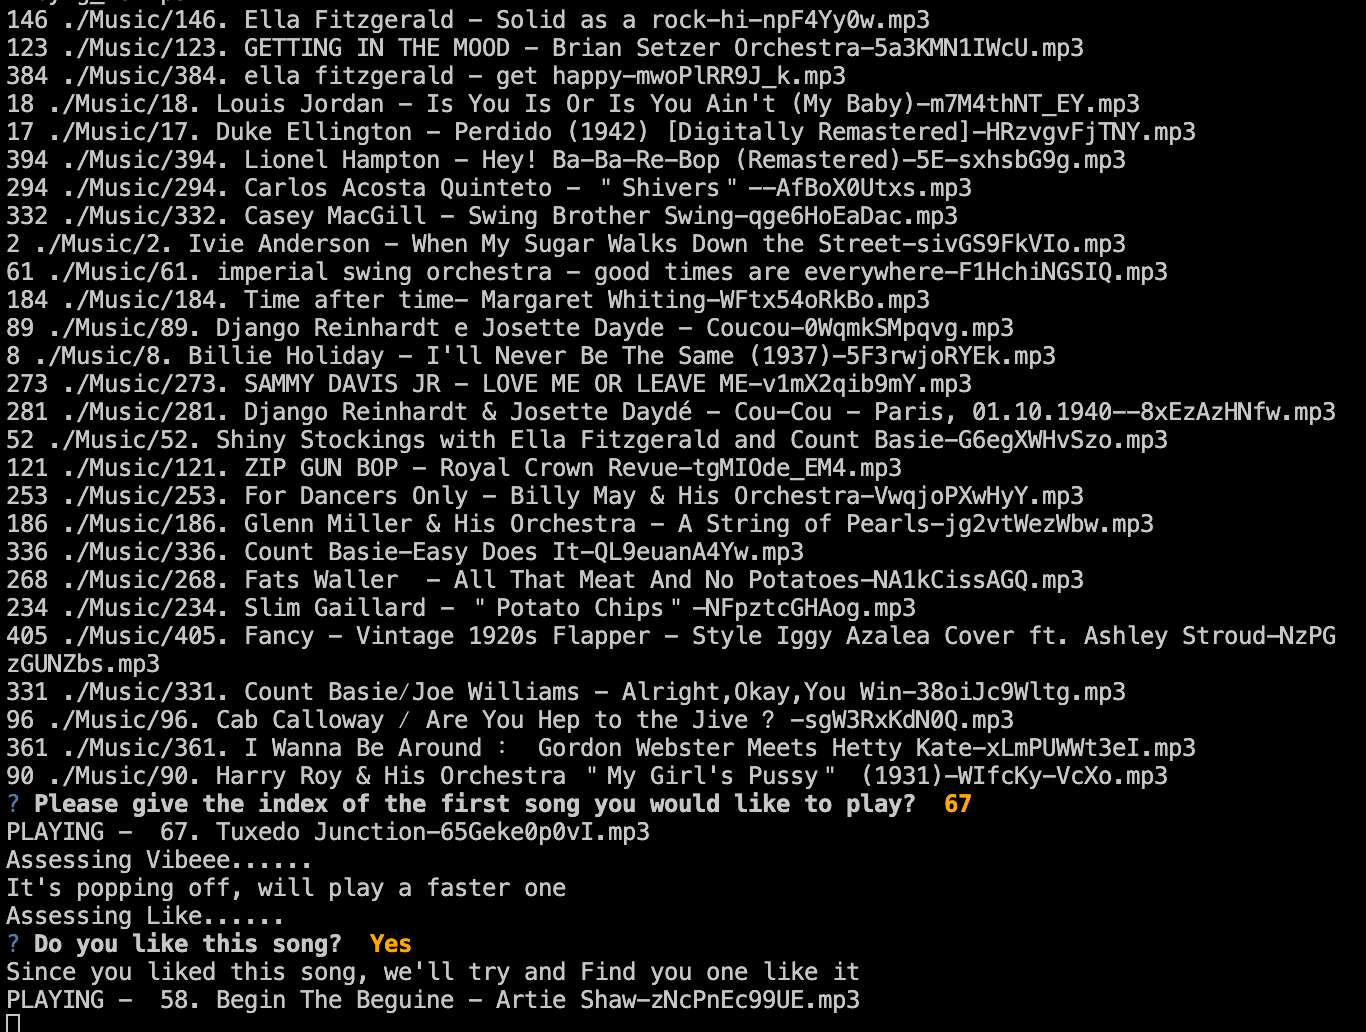 146 ./Music/146. Ella Fitzgerald – Solid as a rock-hi-npF4Yy0w.mp3
123 ./Music/123. GETTING IN THE MOOD – Brian Setzer Orchestra-5a3KMN1IWcU.mp3
384 ./Music/384. ella fitzgerald – get happy-mwoPlRR9J_k.mp3
18 ./Music/18. Louis Jordan – Is You Is Or Is You Ain't (My Baby)-m7M4thNT_EY.mp3
17 ./Music/17. Duke Ellington – Perdido (1942) [Digitally Remastered]-HRzvgvFjTNY.mp3
394 ./Music/394. Lionel Hampton – Hey! Ba-Ba-Re-Bop (Remastered)-5E-sxhsbG9g.mp3
294 ./Music/294. Carlos Acosta Quinteto – ＂Shivers＂--AfBoX0Utxs.mp3
332 ./Music/332. Casey MacGill – Swing Brother Swing-qge6HoEaDac.mp3
2 ./Music/2. Ivie Anderson – When My Sugar Walks Down the Street-sivGS9FkVIo.mp3
61 ./Music/61. imperial swing orchestra – good times are everywhere-F1HchiNGSIQ.mp3
184 ./Music/184. Time after time- Margaret Whiting-WFtx54oRkBo.mp3
89 ./Music/89. Django Reinhardt e Josette Dayde – Coucou-0WqmkSMpqvg.mp3
8 ./Music/8. Billie Holiday – I'll Never Be The Same (1937)-5F3rwjoRYEk.mp3
273 ./Music/273. SAMMY DAVIS JR – LOVE ME OR LEAVE ME-v1mX2qib9mY.mp3
281 ./Music/281. Django Reinhardt & Josette Daydé – Cou-Cou – Paris, 01.10.1940--8xEzAzHNfw.mp3
52 ./Music/52. Shiny Stockings with Ella Fitzgerald and Count Basie-G6egXWHvSzo.mp3
121 ./Music/121. ZIP GUN BOP – Royal Crown Revue-tgMIOde_EM4.mp3
253 ./Music/253. For Dancers Only – Billy May & His Orchestra-VwqjoPXwHyY.mp3
186 ./Music/186. Glenn Miller & His Orchestra – A String of Pearls-jg2vtWezWbw.mp3
336 ./Music/336. Count Basie-Easy Does It-QL9euanA4Yw.mp3
268 ./Music/268. Fats Waller  – All That Meat And No Potatoes-NA1kCissAGQ.mp3
234 ./Music/234. Slim Gaillard – ＂Potato Chips＂-NFpztcGHAog.mp3
405 ./Music/405. Fancy – Vintage 1920s Flapper – Style Iggy Azalea Cover ft. Ashley Stroud-NzPG
zGUNZbs.mp3
331 ./Music/331. Count Basie⁄Joe Williams – Alright,Okay,You Win-38oiJc9Wltg.mp3
96 ./Music/96. Cab Calloway ⁄ Are You Hep to the Jive？-sgW3RxKdN0Q.mp3
361 ./Music/361. I Wanna Be Around： Gordon Webster Meets Hetty Kate-xLmPUWWt3eI.mp3
90 ./Music/90. Harry Roy & His Orchestra ＂My Girl's Pussy＂ (1931)-WIfcKy-VcXo.mp3
? Please give the index of the first song you would like to play?  67
PLAYING –  67. Tuxedo Junction-65Geke0p0vI.mp3
Assessing Vibeee......
It's popping off, will play a faster one
Assessing Like......
? Do you like this song?  Yes
Since you liked this song, we'll try and Find you one like it
PLAYING –  58. Begin The Beguine – Artie Shaw-zNcPnEc99UE.mp3